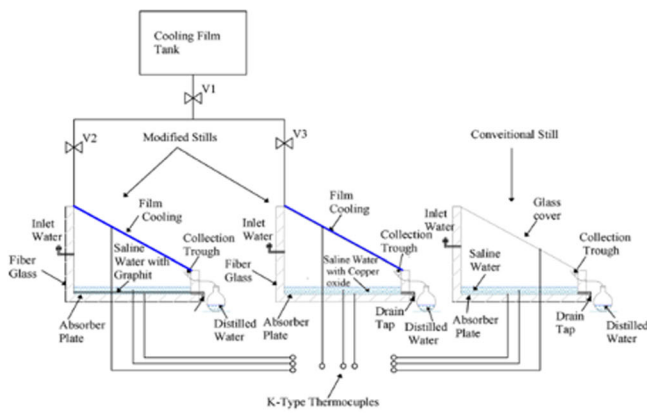 Cooling Film
Tank
V1
V2
V3
Modified Stills
Conveitional Still
Film
Cooling
Inlet
Water
Collection
Trough
Saline
Water with
Graphit
Fiber
Glass
Absorber
Plate
Distilled
Water
Film
Cooling
Inlet
Water
Collection
Trough
Fiber
Glass
Saline Water
with Copper
oxide
Absorber
Plate
Drain
Tap
Distilled
Water
Glass
cover
Inlet
Water
Saline
Water
Collection
Trough
Absorber
Plate
Drain
Tap
Distilled
Water
K-Type Thermocuples